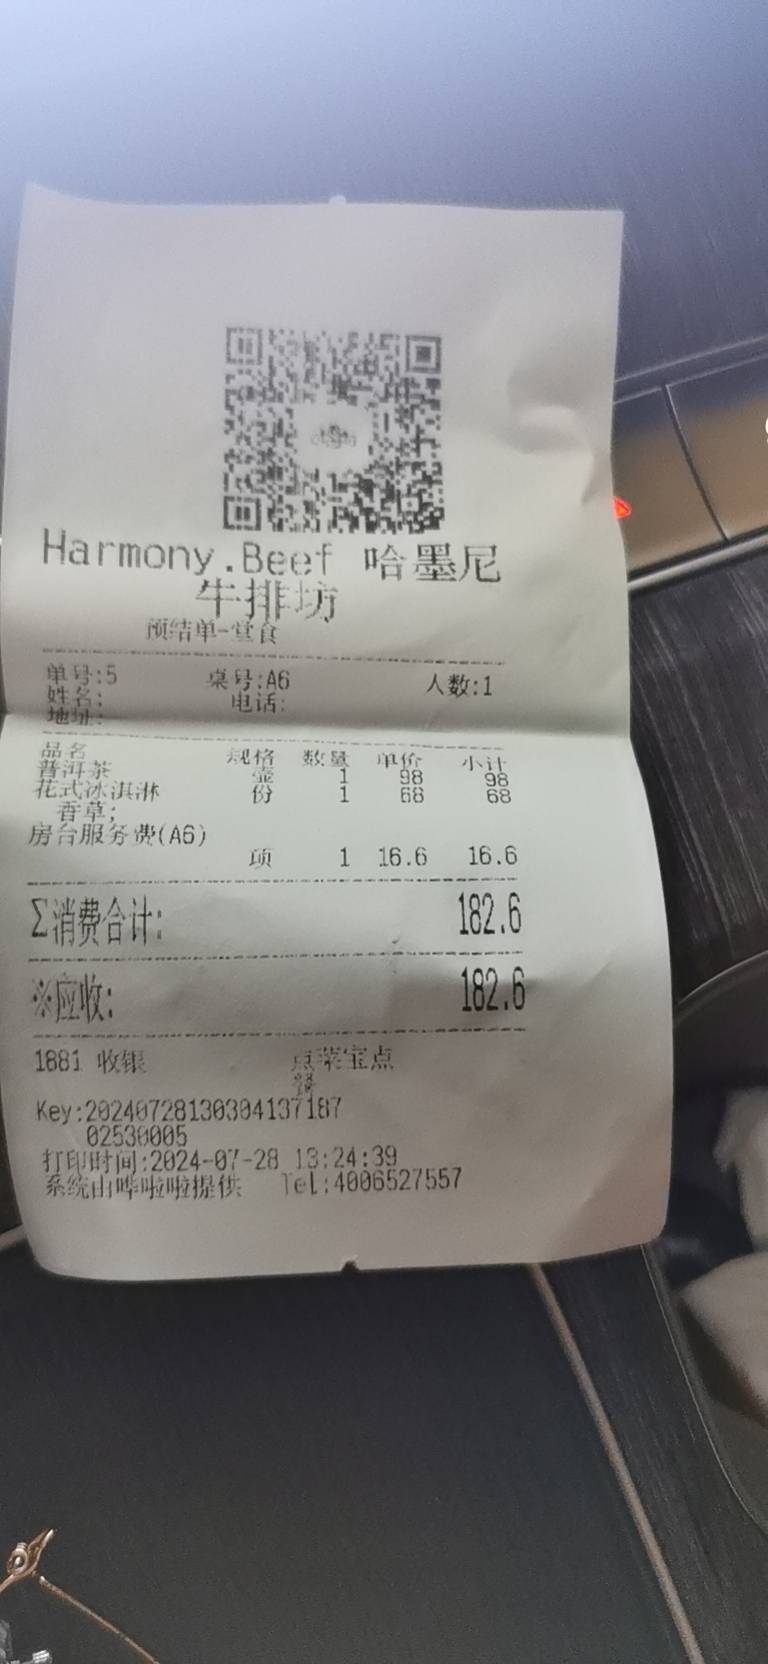 Harmony.Beef 哈墨尼
牛排坊
预结单-堂食
单号:5 桌号:A6 人数:1
姓名: 电话:
地址:
品名 规格 数量 单价 小计
普洱茶 壶 1 98 98
花式冰淇淋 份 1 68 68
香草;
房台服务费(A6)
项 1 16.6 16.6
Σ消费合计: 182.6
※应收: 182.6
1881 收银 点菜宝点
餐
Key:20240728130304137187
02530005
打印时间:2024-07-28 13:24:39
系统由哗啦啦提供 Tel:4006527557